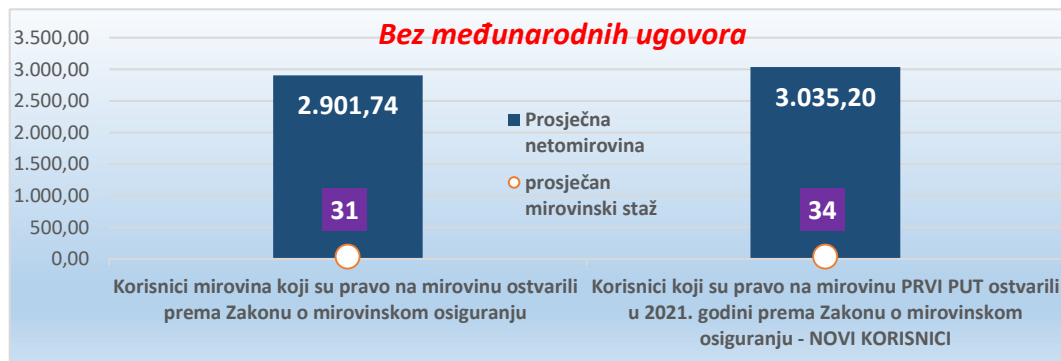 Bez međunarodnih ugovora
3.500,00
3.000,00
2.500,00
2.000,00
1.500,00
1.000,00
500,00
0,00
2.901,74
3.035,20
31
34
Prosječna
netomirovina
prosječan
mirovinski staž
Korisnici mirovina koji su pravo na mirovinu ostvarili
prema Zakonu o mirovinskom osiguranju
Korisnici koji su pravo na mirovinu PRVI PUT ostvarili
u 2021. godini prema Zakonu o mirovinskom
osiguranju - NOVI KORISNICI